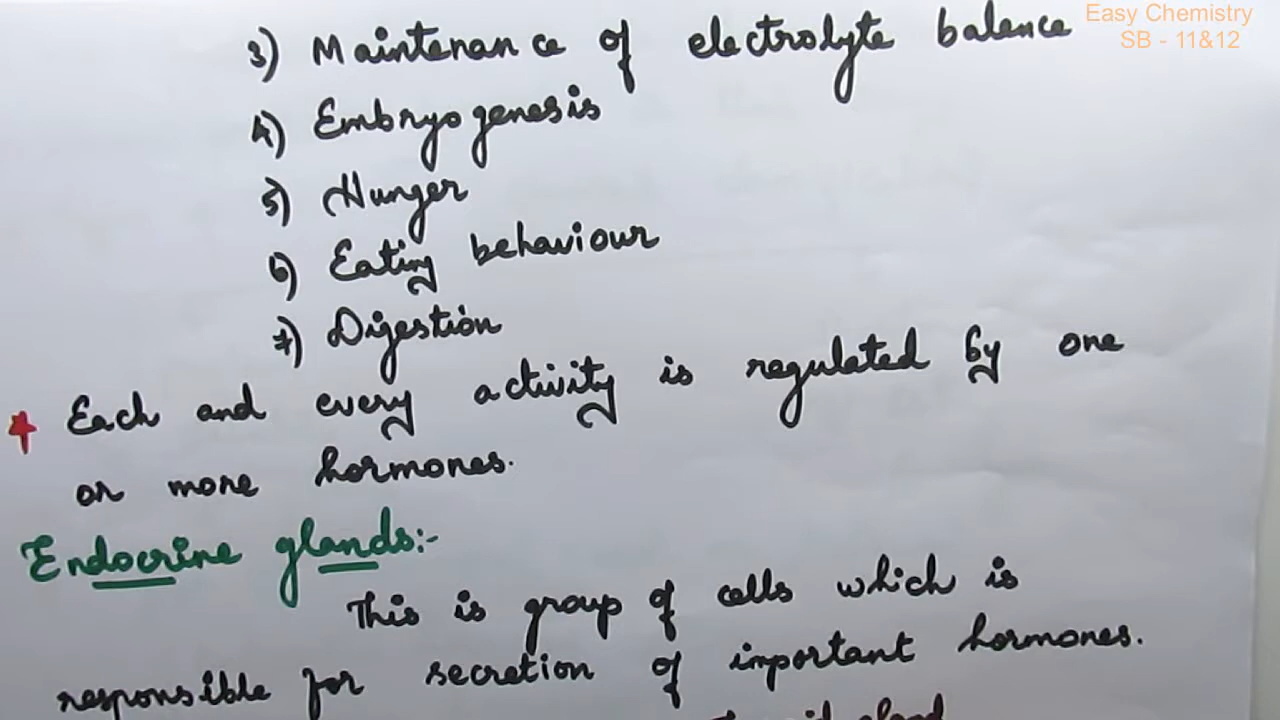 Easy Chemistry
SB - 11&12
3) Maintenance of electrolyte balence
4) Embryogenesis
5) Hunger
6) Eating behaviour
7) Digestion
Each and every activity is regulated by one
or more hormones.
Endocrine glands:-
This is group of cells which is
responsible for secretion of important hormones.
gland